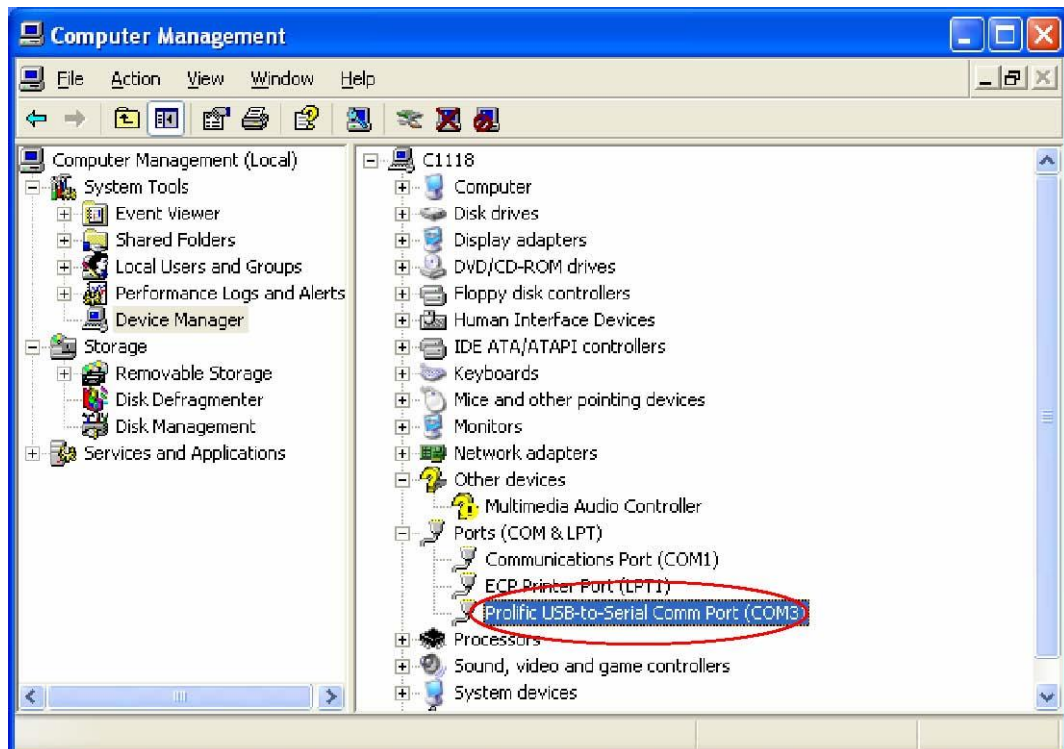 Computer Management
File Action View Window Help
Computer Management (Local)
System Tools
Event Viewer
Shared Folders
Local Users and Groups
Performance Logs and Alerts
Device Manager
Storage
Removable Storage
Disk Defragmenter
Disk Management
Services and Applications
C1118
Computer
Disk drives
Display adapters
DVD/CD-ROM drives
Floppy disk controllers
Human Interface Devices
IDE ATA/ATAPI controllers
Keyboards
Mice and other pointing devices
Monitors
Network adapters
Other devices
Multimedia Audio Controller
Ports (COM & LPT)
Communications Port (COM1)
ECP Printer Port (LPT1)
Prolific USB-to-Serial Comm Port (COM3)
Processors
Sound, video and game controllers
System devices